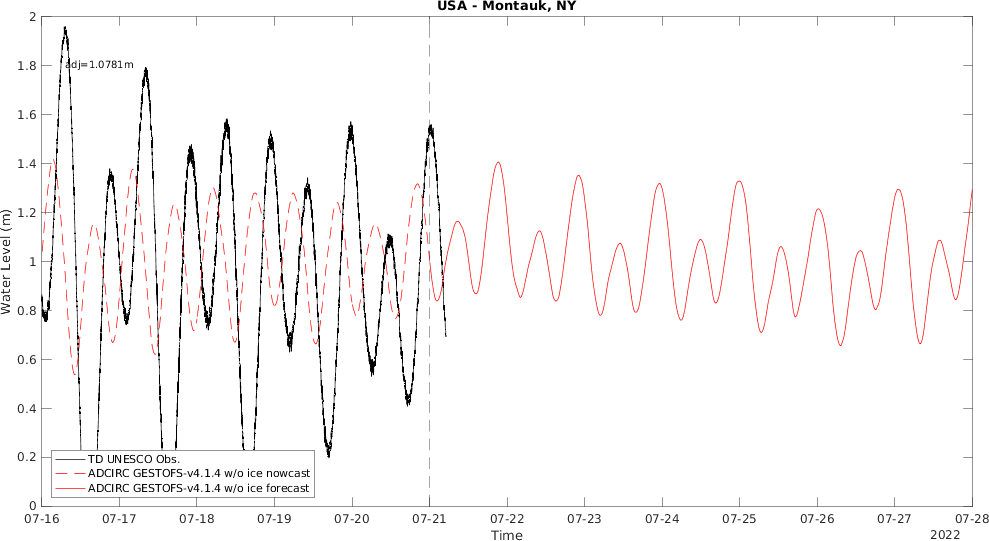 USA - Montauk, NY
2
1.8
1.6
1.4
1.2
1
0.8
0.6
0.4
0.2
0
Water Level (m)
adj=1.0781m
TD UNESCO Obs.
ADCIRC GESTOFS-v4.1.4 w/o ice nowcast
ADCIRC GESTOFS-v4.1.4 w/o ice forecast
07-16 07-17 07-18 07-19 07-20 07-21 07-22 07-23 07-24 07-25 07-26 07-27 07-28
Time
2022